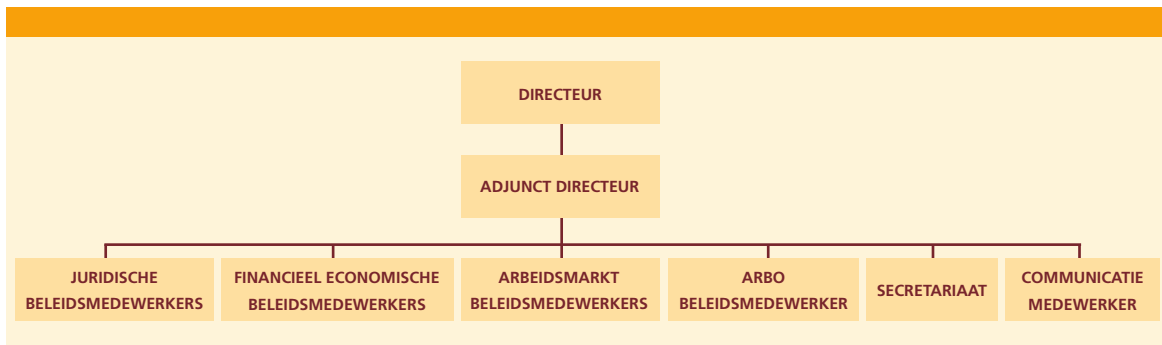 DIRECTEUR
ADJUNCT DIRECTEUR
JURIDISCHE
BELEIDSMEDEWERKERS
FINANCIEEL ECONOMISCHE
BELEIDSMEDEWERKERS
ARBEIDSMARKT
BELEIDSMEDEWERKERS
ARBO
BELEIDSMEDEWERKER
SECRETARIAAT
COMMUNICATIE
MEDEWERKER